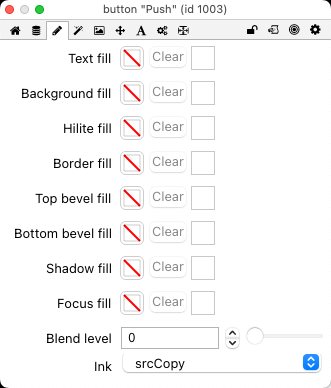 button "Push" (id 1003)
Text fill Clear
Background fill Clear
Hilite fill Clear
Border fill Clear
Top bevel fill Clear
Bottom bevel fill Clear
Shadow fill Clear
Focus fill Clear
Blend level 0
Ink srcCopy